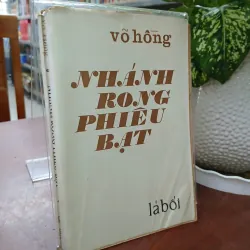 võ hồng
NHÁNH
RONG
PHIÊU
BẠT
lá bối